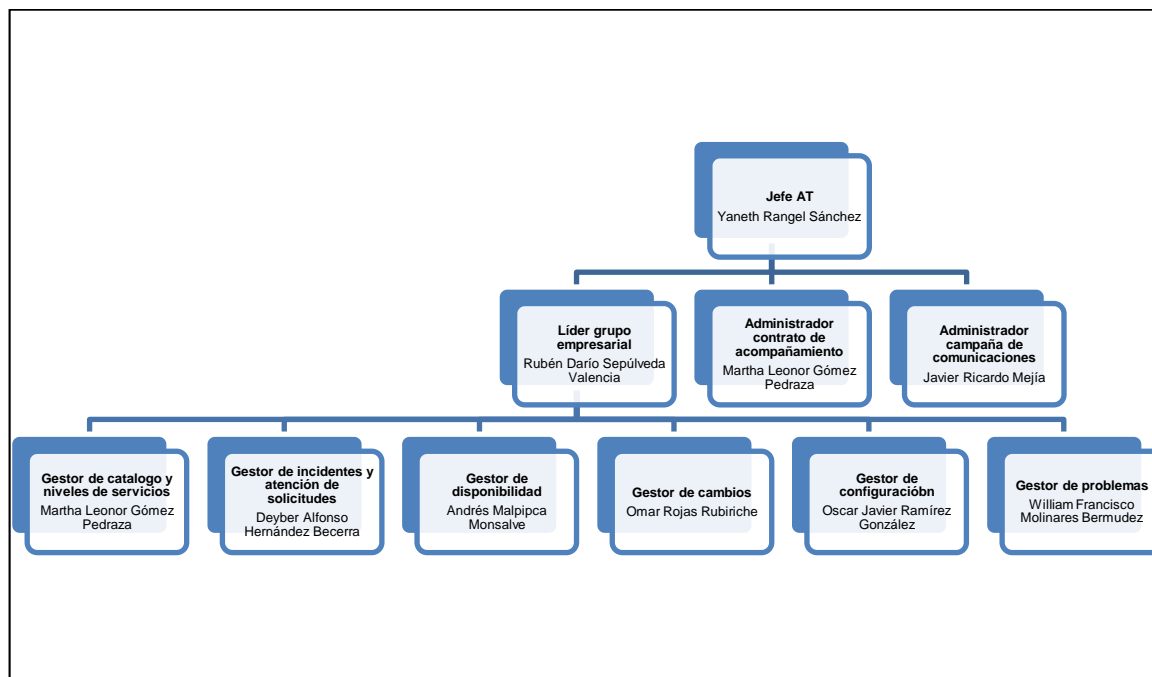 Jefe AT
Yaneth Rangel Sánchez
Líder grupo
empresarial
Rubén Darío Sepúlveda
Valencia
Administrador
contrato de
acompañamiento
Martha Leonor Gómez
Pedraza
Administrador
campaña de
comunicaciones
Javier Ricardo Mejía
Gestor de catalogo y
niveles de servicios
Martha Leonor Gómez
Pedraza
Gestor de incidentes y
atención de
solicitudes
Deyber Alfonso
Hernández Becerra
Gestor de
disponibilidad
Andrés Malpipca
Monsalve
Gestor de cambios
Omar Rojas Rubiriche
Gestor de
configuraciónbn
Oscar Javier Ramírez
González
Gestor de problemas
William Francisco
Molinares Bermudez